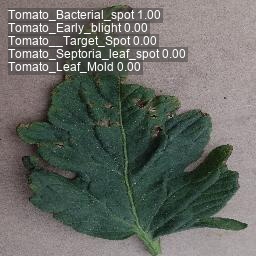 Tomato_Bacterial_spot 1.00
Tomato_Early_blight 0.00
Tomato__Target_Spot 0.00
Tomato_Septoria_leaf_spot 0.00
Tomato_Leaf_Mold 0.00